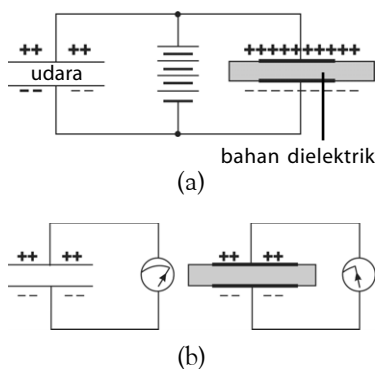 ++ ++ +++++++++
udara
-- -- ---------
bahan dielektrik
(a)
++ ++ ++ ++
-- -- -- --
(b)